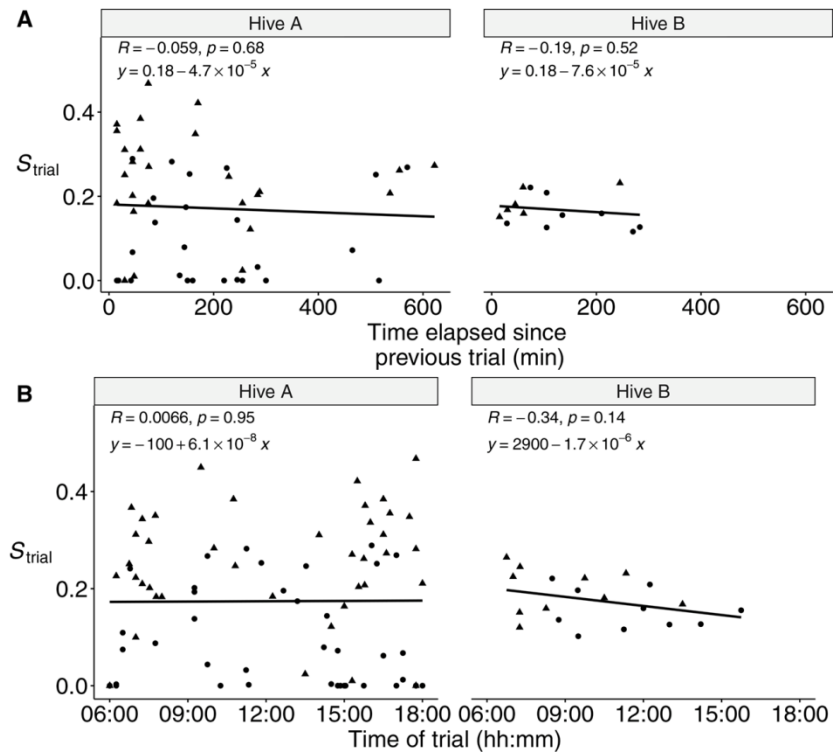 A
Hive A
Hive B
R = −0.059, p = 0.68
y = 0.18 − 4.7 × 10⁻⁵ x
R = −0.19, p = 0.52
y = 0.18 − 7.6 × 10⁻⁵ x
0.4
S_trial
0.2
0.0
0 200 400 600
0 200 400 600
Time elapsed since
previous trial (min)
B
Hive A
Hive B
R = 0.0066, p = 0.95
y = −100 + 6.1 × 10⁻⁸ x
R = −0.34, p = 0.14
y = 2900 − 1.7 × 10⁻⁶ x
0.4
S_trial
0.2
0.0
06:00 09:00 12:00 15:00 18:00
06:00 09:00 12:00 15:00 18:00
Time of trial (hh:mm)